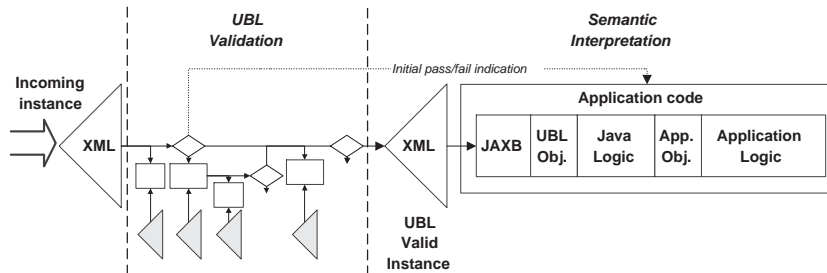 UBL
Validation
Semantic
Interpretation
Initial pass/fail indication
Incoming
instance
Application code
XML
XML
JAXB
UBL
Obj.
Java
Logic
App.
Obj.
Application
Logic
UBL
Valid
Instance